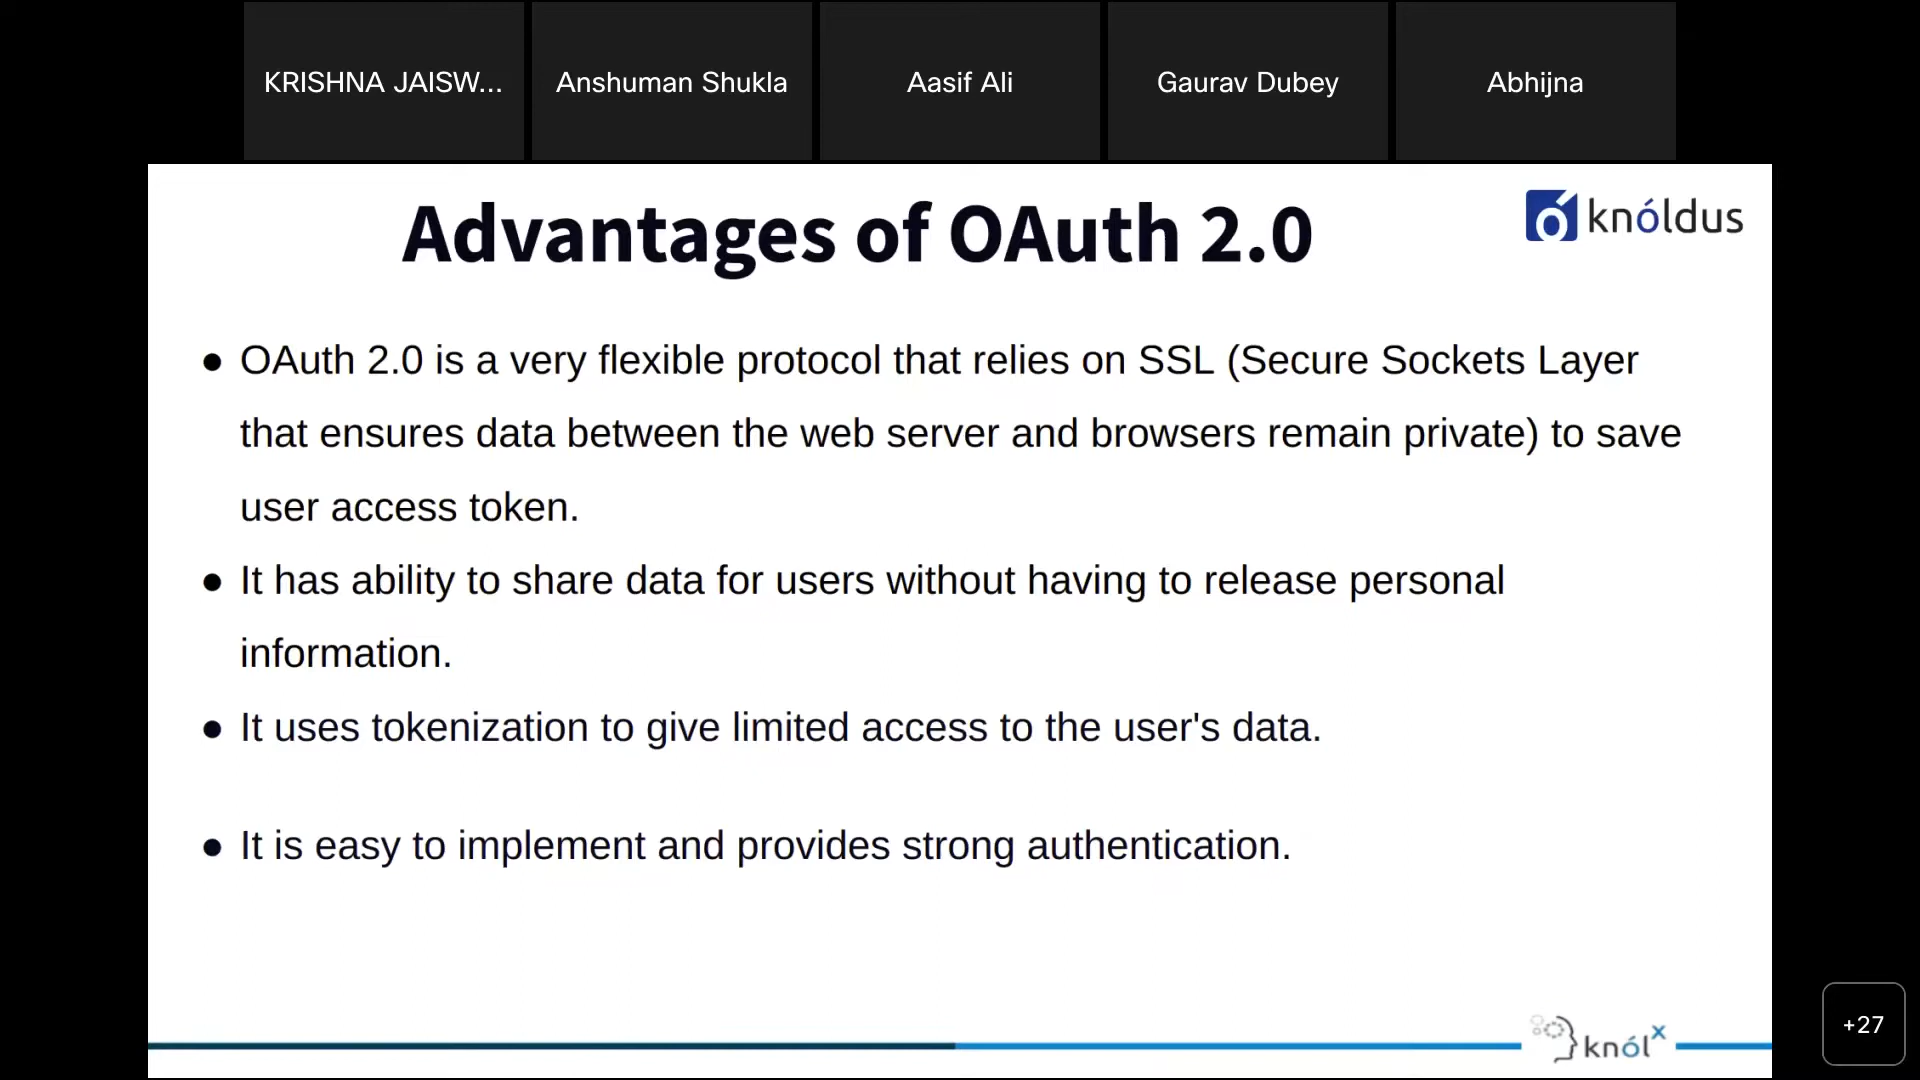 KRISHNA JAISW...
Anshuman Shukla
Aasif Ali
Gaurav Dubey
Abhijna
Advantages of OAuth 2.0
knóldus
● OAuth 2.0 is a very flexible protocol that relies on SSL (Secure Sockets Layer
that ensures data between the web server and browsers remain private) to save
user access token.
● It has ability to share data for users without having to release personal
information.
● It uses tokenization to give limited access to the user's data.
● It is easy to implement and provides strong authentication.
knólx
+27